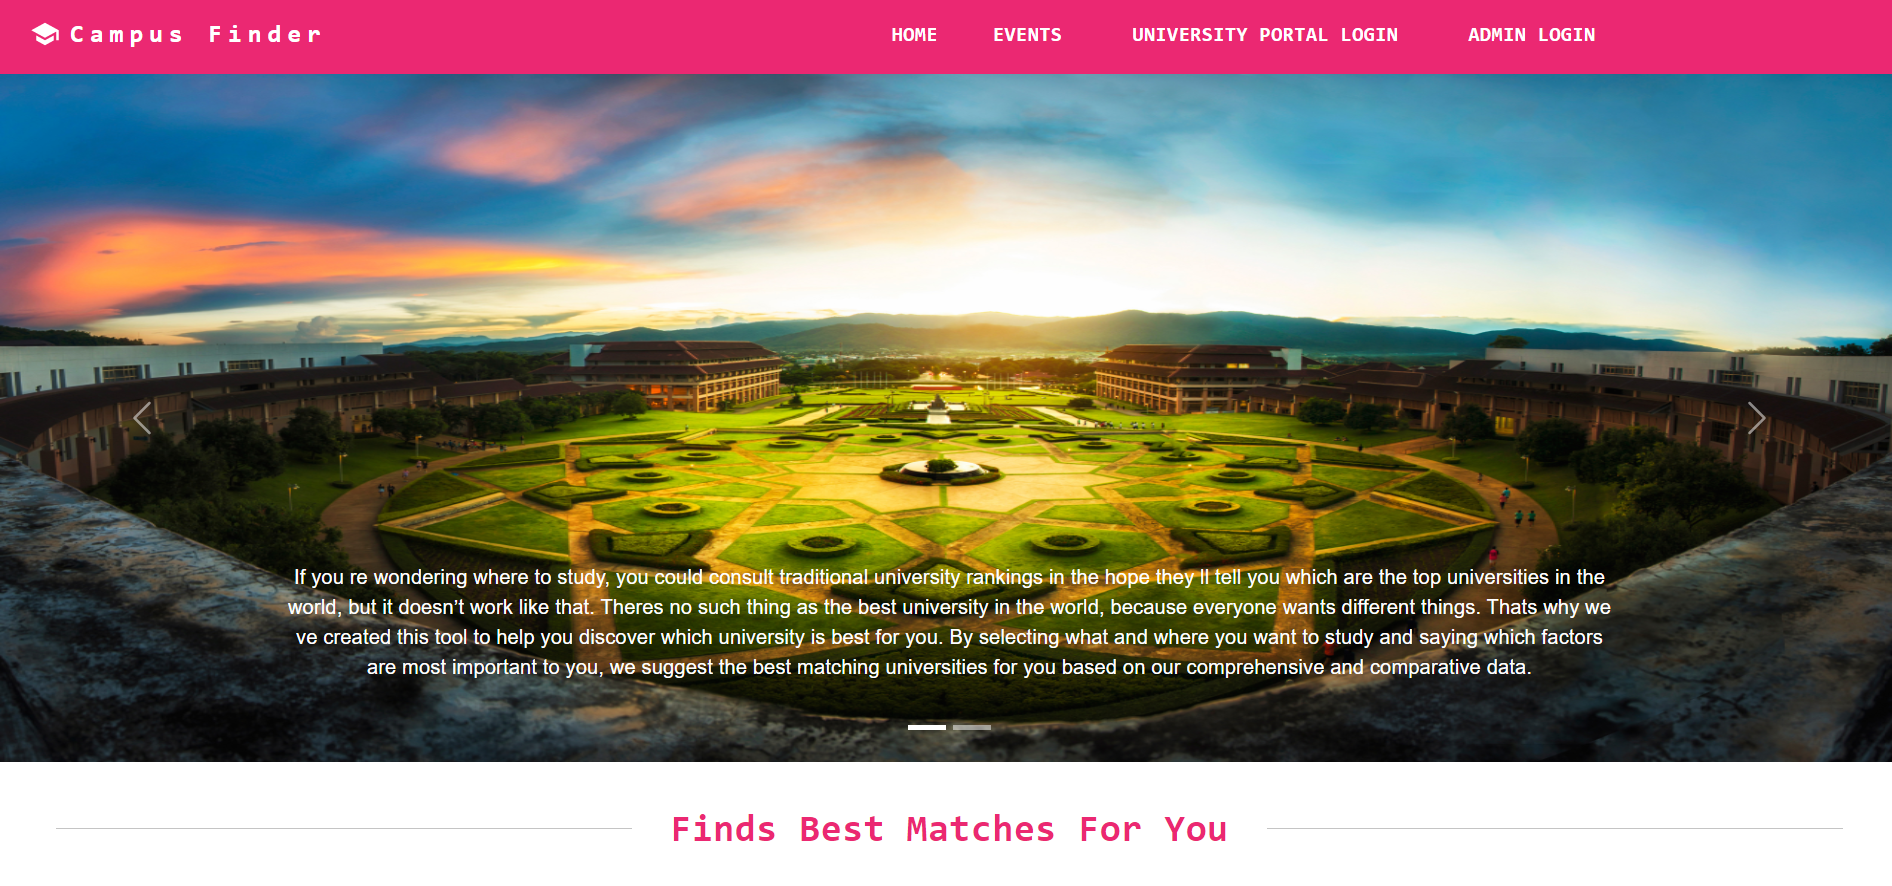 Campus Finder
HOME EVENTS UNIVERSITY PORTAL LOGIN ADMIN LOGIN
If you re wondering where to study, you could consult traditional university rankings in the hope they ll tell you which are the top universities in the
world, but it doesn’t work like that. Theres no such thing as the best university in the world, because everyone wants different things. Thats why we
ve created this tool to help you discover which university is best for you. By selecting what and where you want to study and saying which factors
are most important to you, we suggest the best matching universities for you based on our comprehensive and comparative data.
Finds Best Matches For You